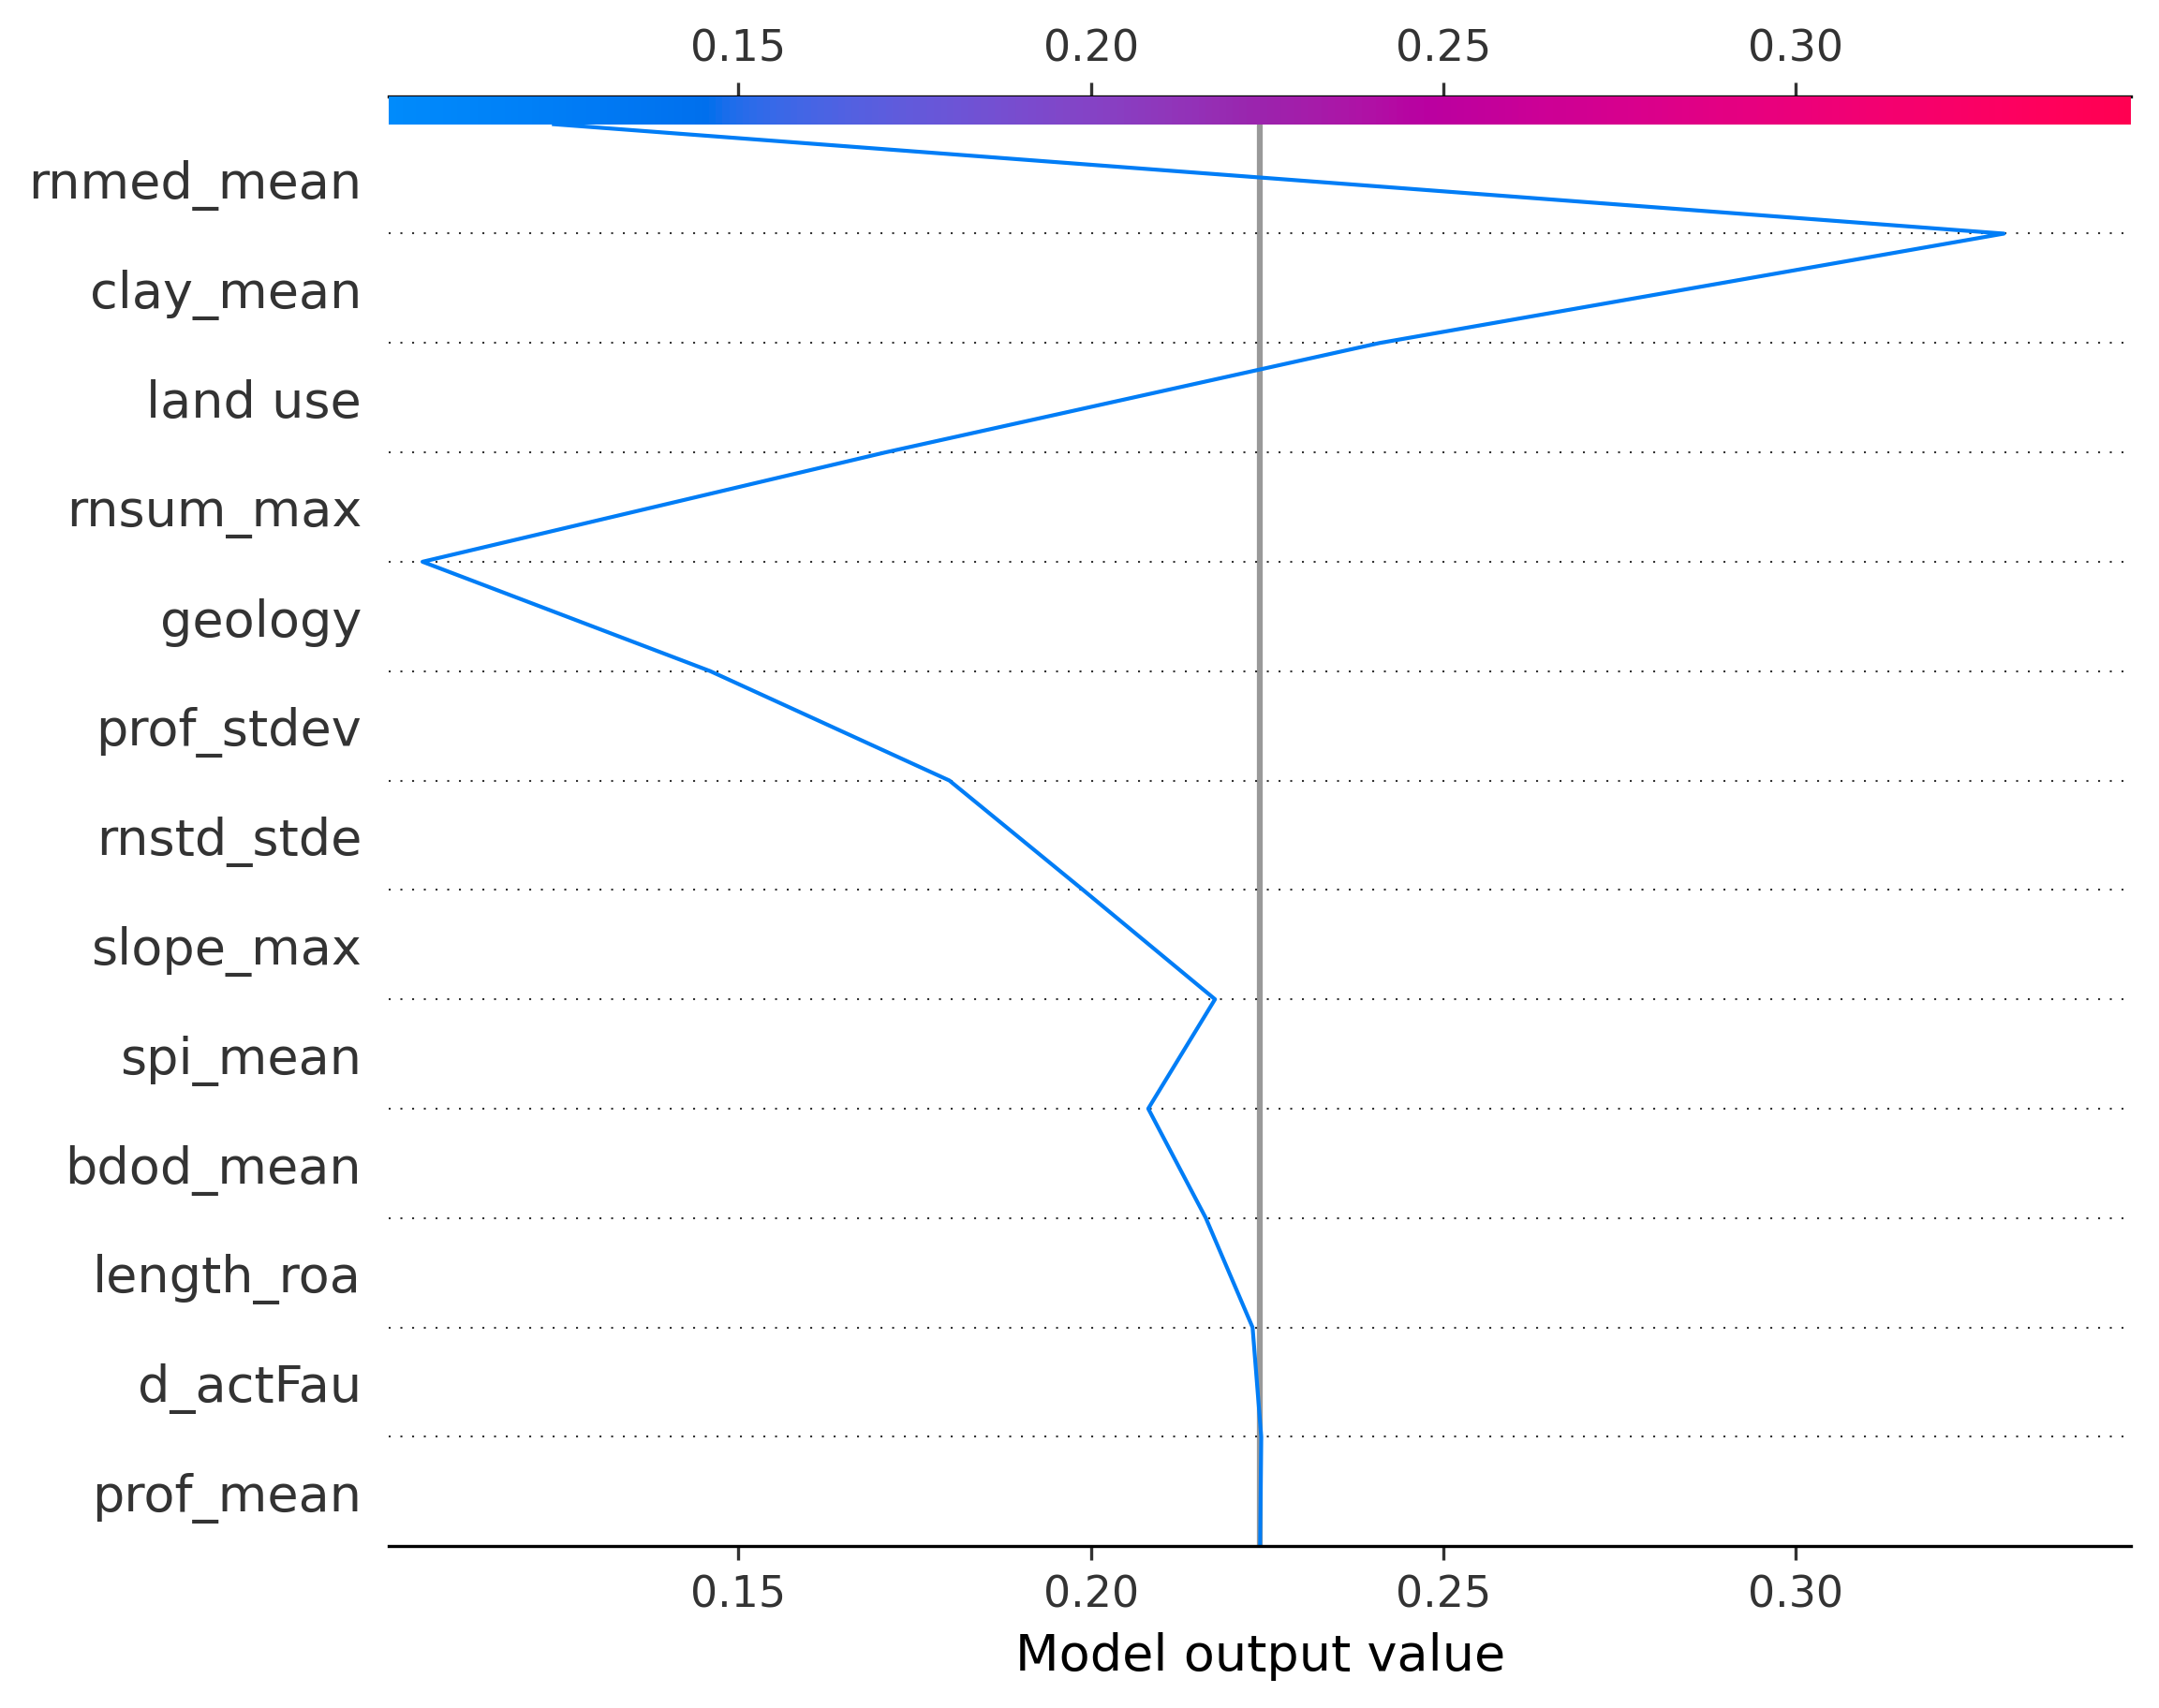 0.15 0.20 0.25 0.30
rnmed_mean
clay_mean
land use
rnsum_max
geology
prof_stdev
rnstd_stde
slope_max
spi_mean
bdod_mean
length_roa
d_actFau
prof_mean
0.15 0.20 0.25 0.30
Model output value